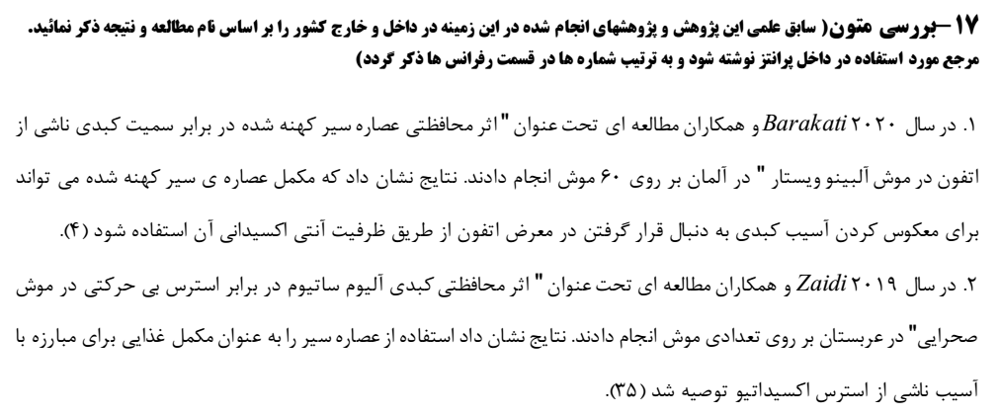 ۱۷–بررسی متون( سابق علمی این پژوهش و پژوهشهای انجام شده در این زمینه در داخل و خارج کشور را بر اساس نام مطالعه و نتیجه ذکر نمائید.
مرجع مورد استفاده در داخل پرانتز نوشته شود و به ترتیب شماره ها در قسمت رفرانس ها ذکر گردد)
۱. در سال ۲۰۲۰ Barakati و همکاران مطالعه ای تحت عنوان " اثر محافظتی عصاره سیر کهنه شده در برابر سمیت کبدی ناشی از
اتفون در موش آلبینو ویستار " در آلمان بر روی ۶۰ موش انجام دادند. نتایج نشان داد که مکمل عصاره ی سیر کهنه شده می تواند
برای معکوس کردن آسیب کبدی به دنبال قرار گرفتن در معرض اتفون از طریق ظرفیت آنتی اکسیدانی آن استفاده شود (۴).
۲. در سال ۲۰۱۹ Zaidi و همکاران مطالعه ای تحت عنوان " اثر محافظتی کبدی آلیوم ساتیوم در برابر استرس بی حرکتی در موش
صحرایی" در عربستان بر روی تعدادی موش انجام دادند. نتایج نشان داد استفاده از عصاره سیر را به عنوان مکمل غذایی برای مبارزه با
آسیب ناشی از استرس اکسیداتیو توصیه شد (۳۵).